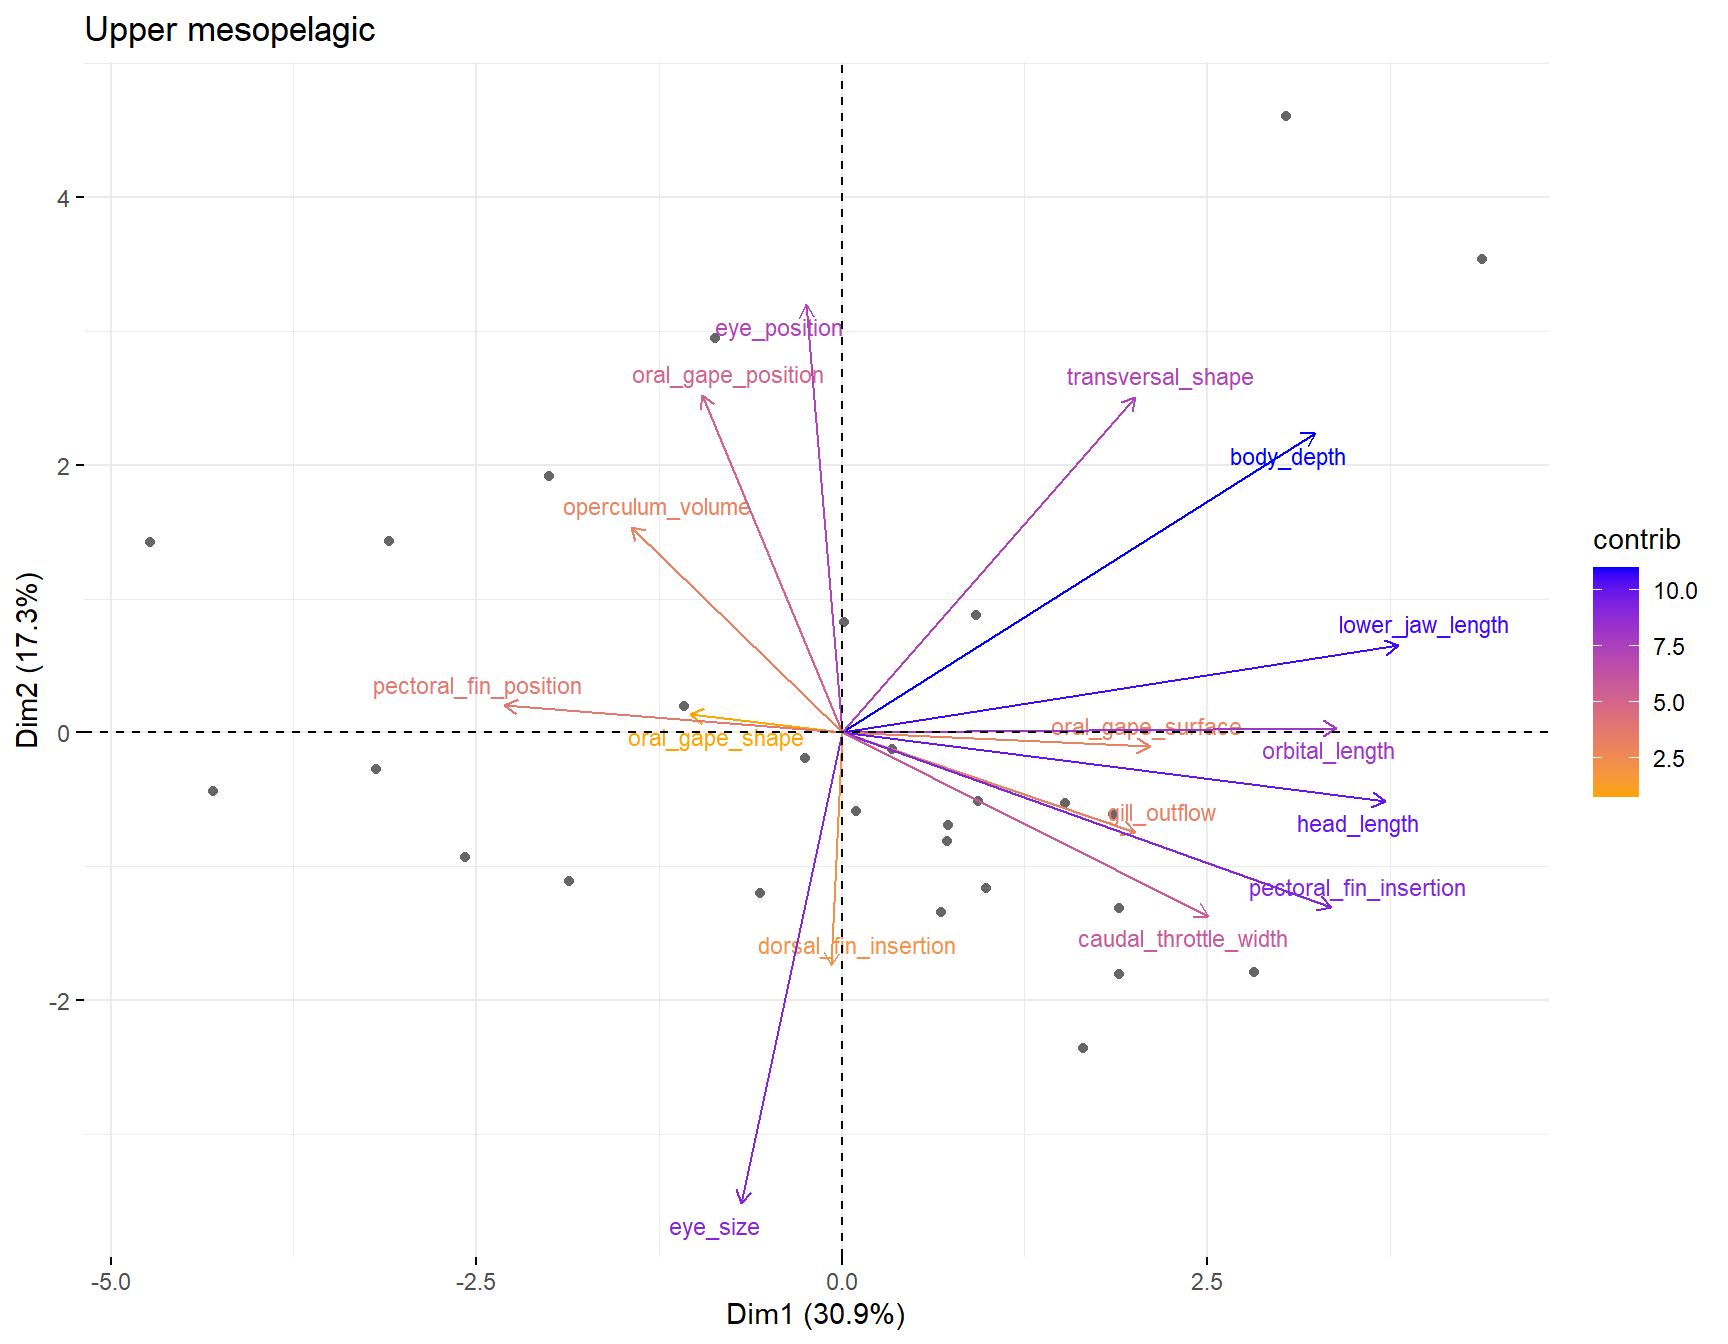 Upper mesopelagic
eye_position
oral_gape_position
transversal_shape
body_depth
operculum_volume
lower_jaw_length
pectoral_fin_position
oral_gape_surface
oral_gape_shape
orbital_length
gill_outflow
head_length
pectoral_fin_insertion
caudal_throttle_width
dorsal_fin_insertion
eye_size
4
2
0
-2
Dim2 (17.3%)
-5.0
-2.5
0.0
2.5
Dim1 (30.9%)
contrib
10.0
7.5
5.0
2.5